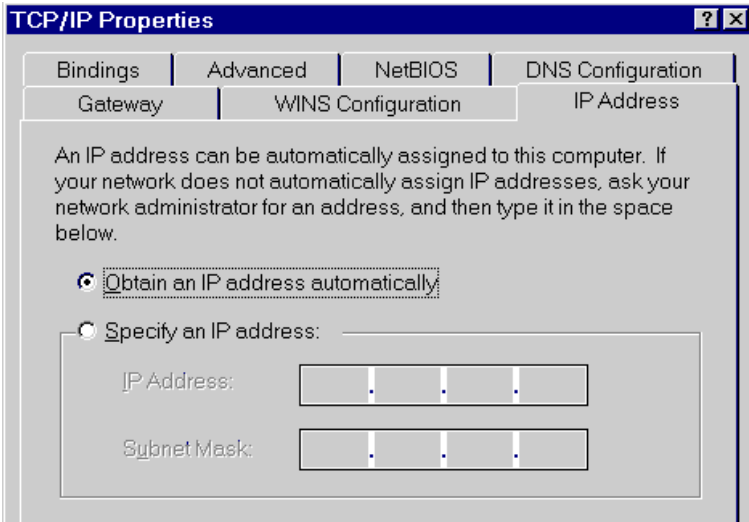 TCP/IP Properties
Bindings Advanced NetBIOS DNS Configuration
Gateway WINS Configuration IP Address
An IP address can be automatically assigned to this computer. If
your network does not automatically assign IP addresses, ask your
network administrator for an address, and then type it in the space
below.
Obtain an IP address automatically
Specify an IP address:
IP Address:
Subnet Mask: